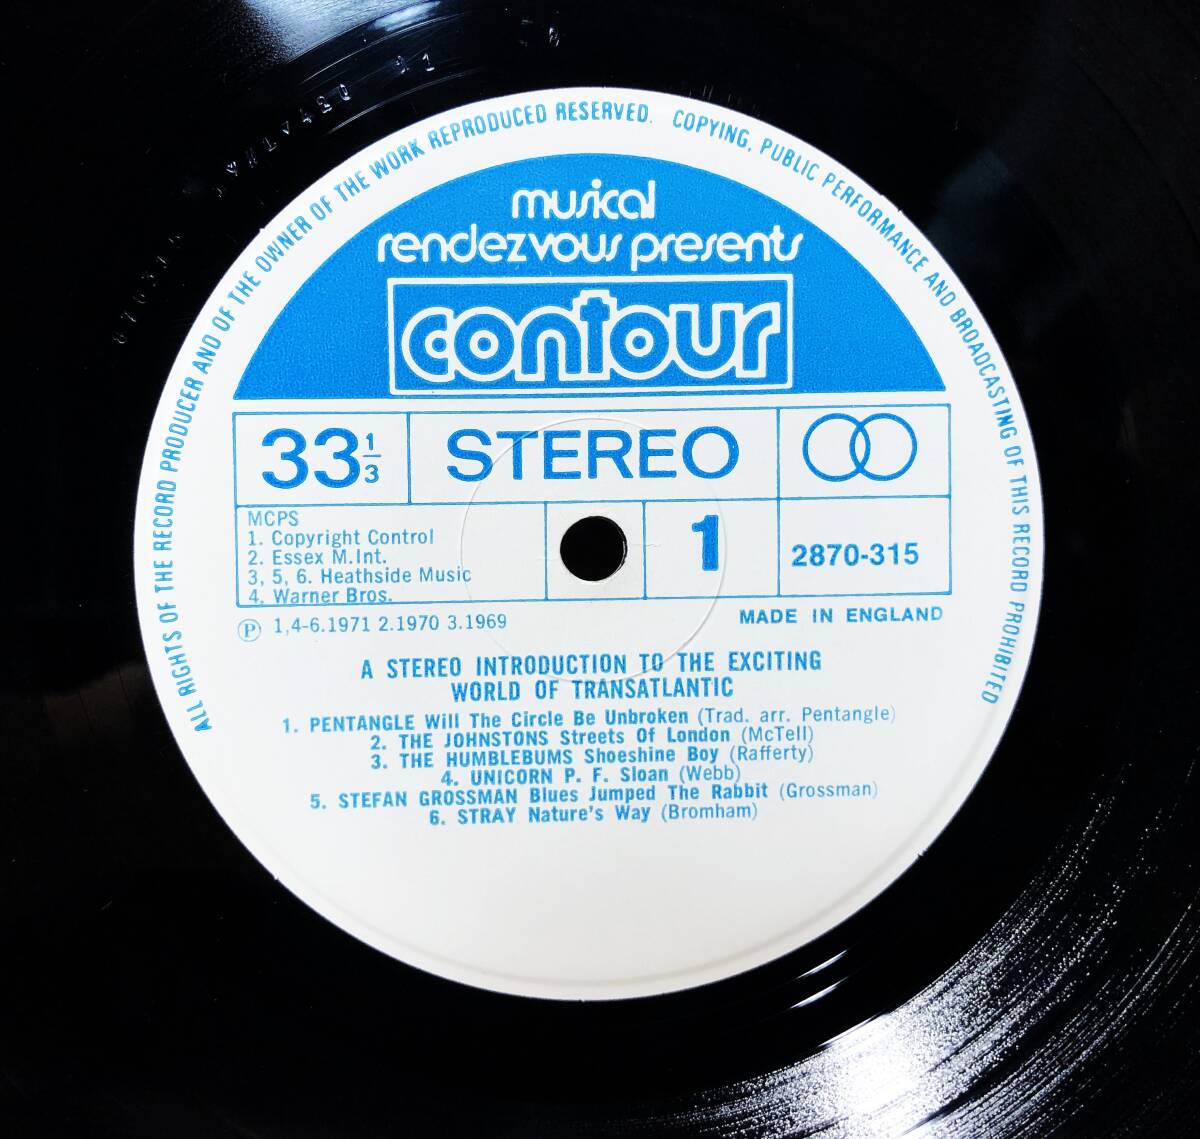 ALL RIGHTS OF THE RECORD PRODUCER AND OF THE OWNER OF THE WORK REPRODUCED RESERVED. COPYING, PUBLIC PERFORMANCE AND BROADCASTING OF THIS RECORD PROHIBITED
musical
rendezvous presents
contour
33 1/3
STEREO
MCPS
1. Copyright Control
2. Essex M.Int.
3, 5, 6. Heathside Music
4. Warner Bros.
1
2870-315
Ⓟ 1,4-6.1971 2.1970 3.1969
MADE IN ENGLAND
A STEREO INTRODUCTION TO THE EXCITING
WORLD OF TRANSATLANTIC
1. PENTANGLE Will The Circle Be Unbroken (Trad. arr. Pentangle)
2. THE JOHNSTONS Streets Of London (McTell)
3. THE HUMBLEBUMS Shoeshine Boy (Rafferty)
4. UNICORN P. F. Sloan (Webb)
5. STEFAN GROSSMAN Blues Jumped The Rabbit (Grossman)
6. STRAY Nature's Way (Bromham)